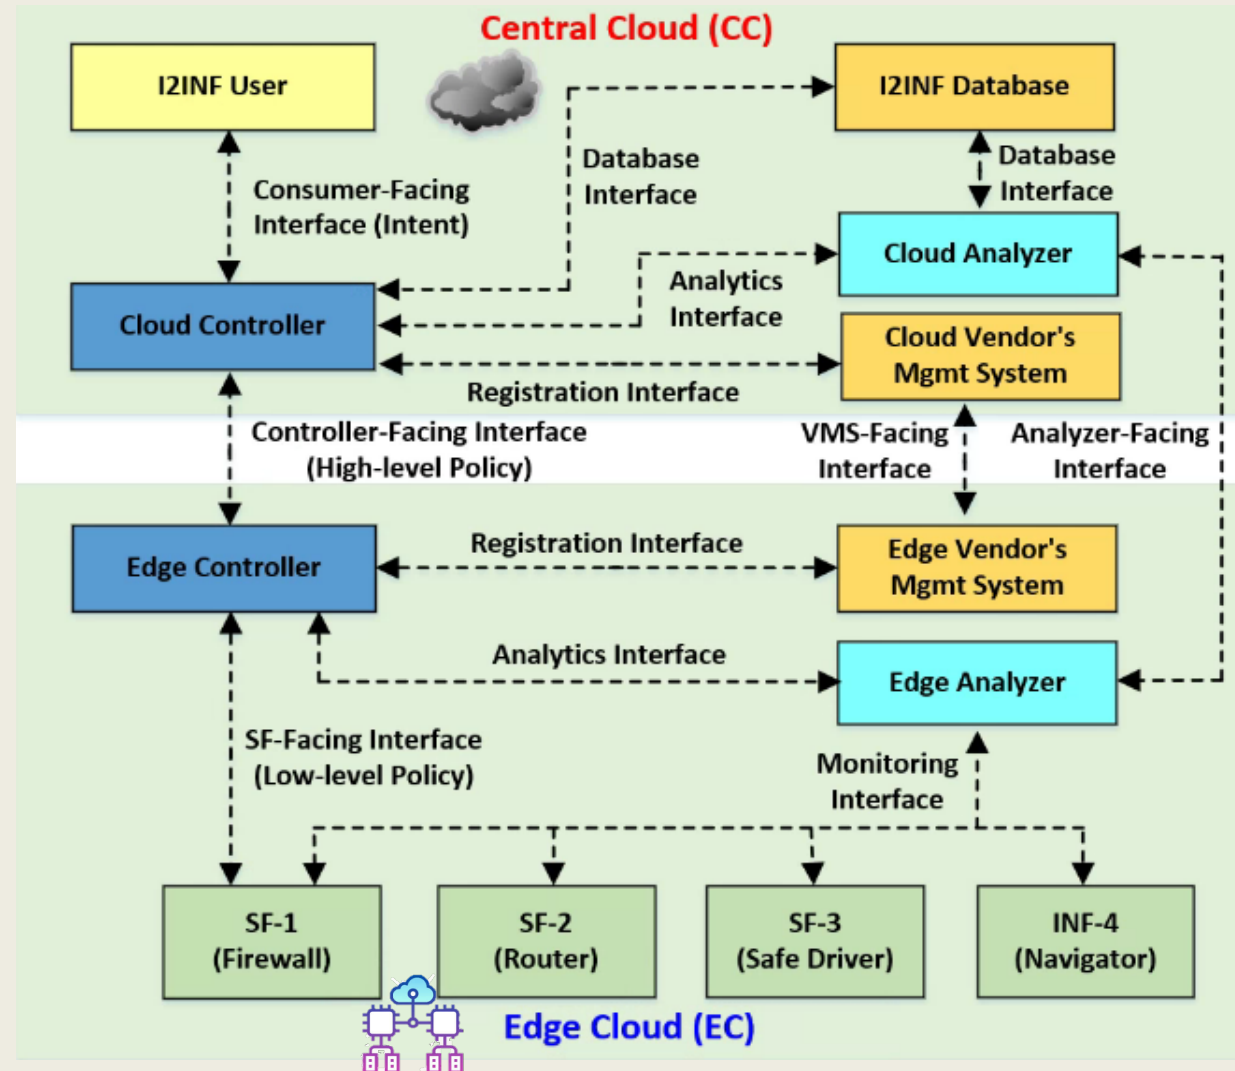 Central Cloud (CC)
I2INF User
I2INF Database
Database
Interface
Database
Interface
Consumer-Facing
Interface (Intent)
Cloud Analyzer
Analytics
Interface
Cloud Controller
Cloud Vendor's
Mgmt System
Registration Interface
Controller-Facing Interface
(High-level Policy)
VMS-Facing
Interface
Analyzer-Facing
Interface
Edge Controller
Registration Interface
Edge Vendor's
Mgmt System
Analytics Interface
Edge Analyzer
SF-Facing Interface
(Low-level Policy)
Monitoring
Interface
SF-1
(Firewall)
SF-2
(Router)
SF-3
(Safe Driver)
INF-4
(Navigator)
Edge Cloud (EC)